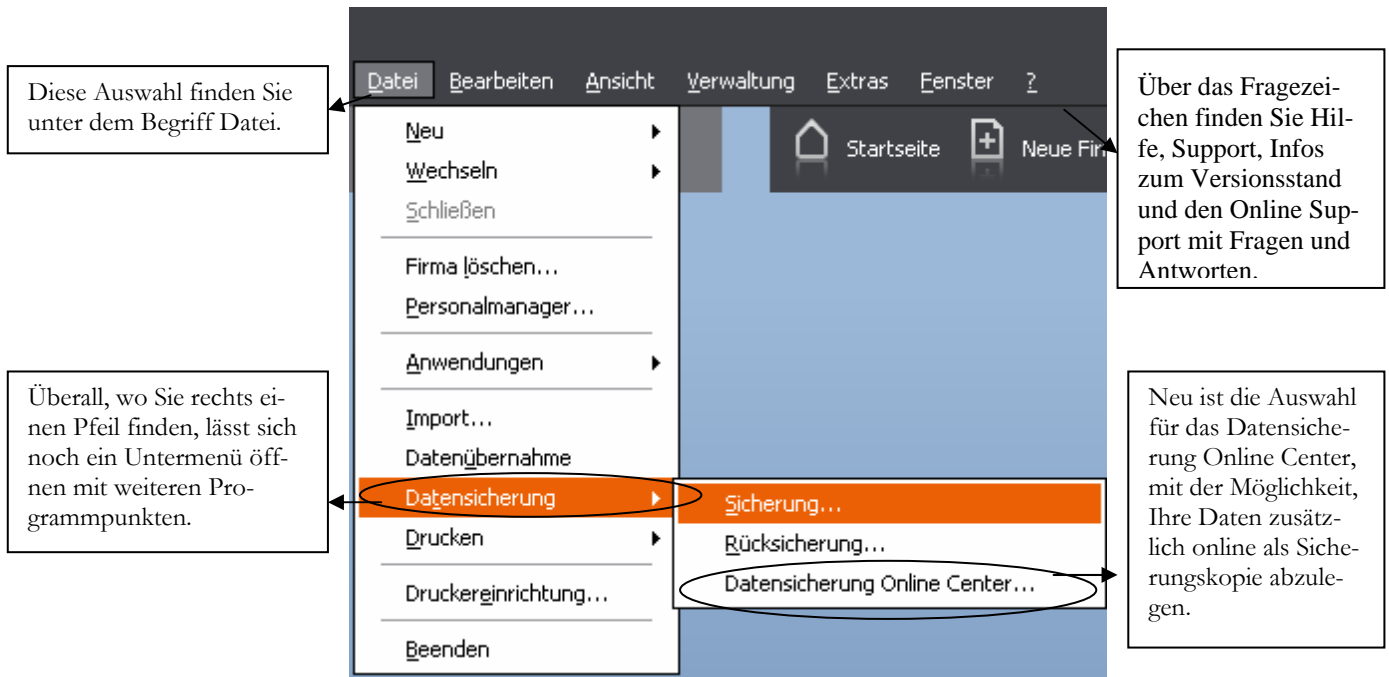 Datei Bearbeiten Ansicht Verwaltung Extras Fenster ?
Diese Auswahl finden Sie
unter dem Begriff Datei.
Über das Fragezei-
chen finden Sie Hil-
fe, Support, Infos
zum Versionsstand
und den Online Sup-
port mit Fragen und
Antworten.
Startseite Neue Fir
Neu
Wechseln
Schließen
Firma löschen...
Personalmanager...
Anwendungen
Import...
Datenübernahme
Datensicherung
Drucken
Druckereinrichtung...
Beenden
Überall, wo Sie rechts ei-
nen Pfeil finden, lässt sich
noch ein Untermenü öff-
nen mit weiteren Pro-
grammpunkten.
Sicherung...
Rücksicherung...
Datensicherung Online Center...
Neu ist die Auswahl
für das Datensiche-
rung Online Center,
mit der Möglichkeit,
Ihre Daten zusätz-
lich online als Siche-
rungskopie abzule-
gen.